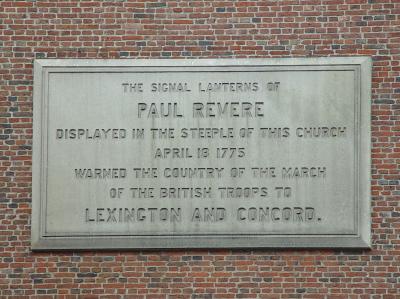 THE SIGNAL LANTERNS OF
PAUL REVERE
DISPLAYED IN THE STEEPLE OF THIS CHURCH
APRIL 18 1775
WARNED THE COUNTRY OF THE MARCH
OF THE BRITISH TROOPS TO
LEXINGTON AND CONCORD.